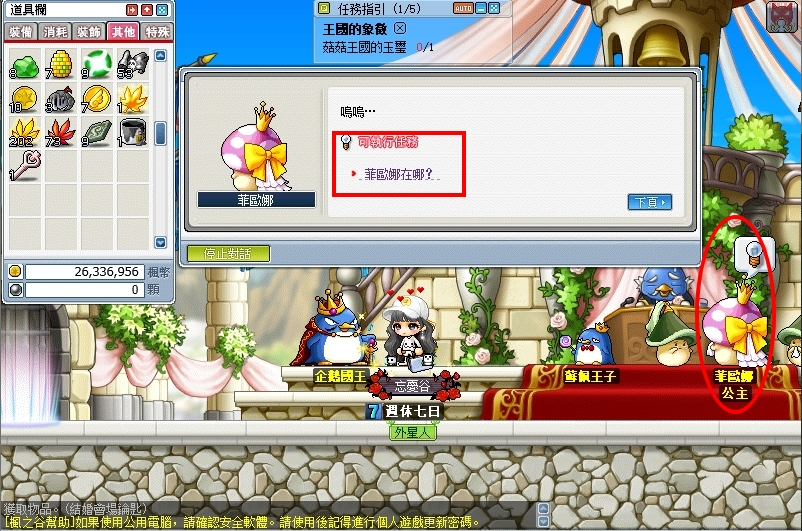 道具欄
裝備 消耗 裝飾 其他 特殊
8 7 9 53
10 3 7 1
202 73 9 1
1
26,336,956 楓幣
0 顆
任務指引 (1/5) AUTO
王國的象徵
菇菇王國的玉璽 0/1
嗚嗚…
可執行任務
菲歐娜在哪?
菲歐娜
下頁
停止對話
企鵝國王
忘憂谷
7 週休七日
外星人
蘇佩王子
菲歐娜
公主
獲取物品。(結婚會場鑰匙)
[楓之谷幫助]如果使用公用電腦，請確認安全軟體。請使用後記得進行個人遊戲更新密碼。